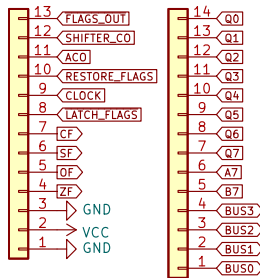 13 FLAGS_OUT
12 SHIFTER_CO
11 ACO
10 RESTORE_FLAGS
9 CLOCK
8 LATCH_FLAGS
7 CF
6 SF
5 OF
4 ZF
3 GND
2 VCC
1 GND
14 Q0
13 Q1
12 Q2
11 Q3
10 Q4
9 Q5
8 Q6
7 Q7
6 A7
5 B7
4 BUS3
3 BUS2
2 BUS1
1 BUS0